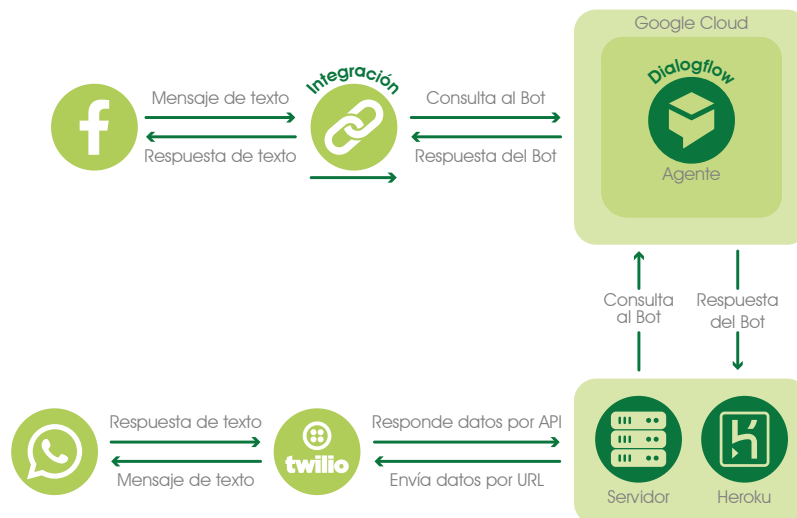 Google Cloud
Integración
Dialogflow
Mensaje de texto
Consulta al Bot
Respuesta de texto
Respuesta del Bot
Agente
Consulta
al Bot
Respuesta
del Bot
Respuesta de texto
Responde datos por API
twilio
Mensaje de texto
Envía datos por URL
Servidor
Heroku